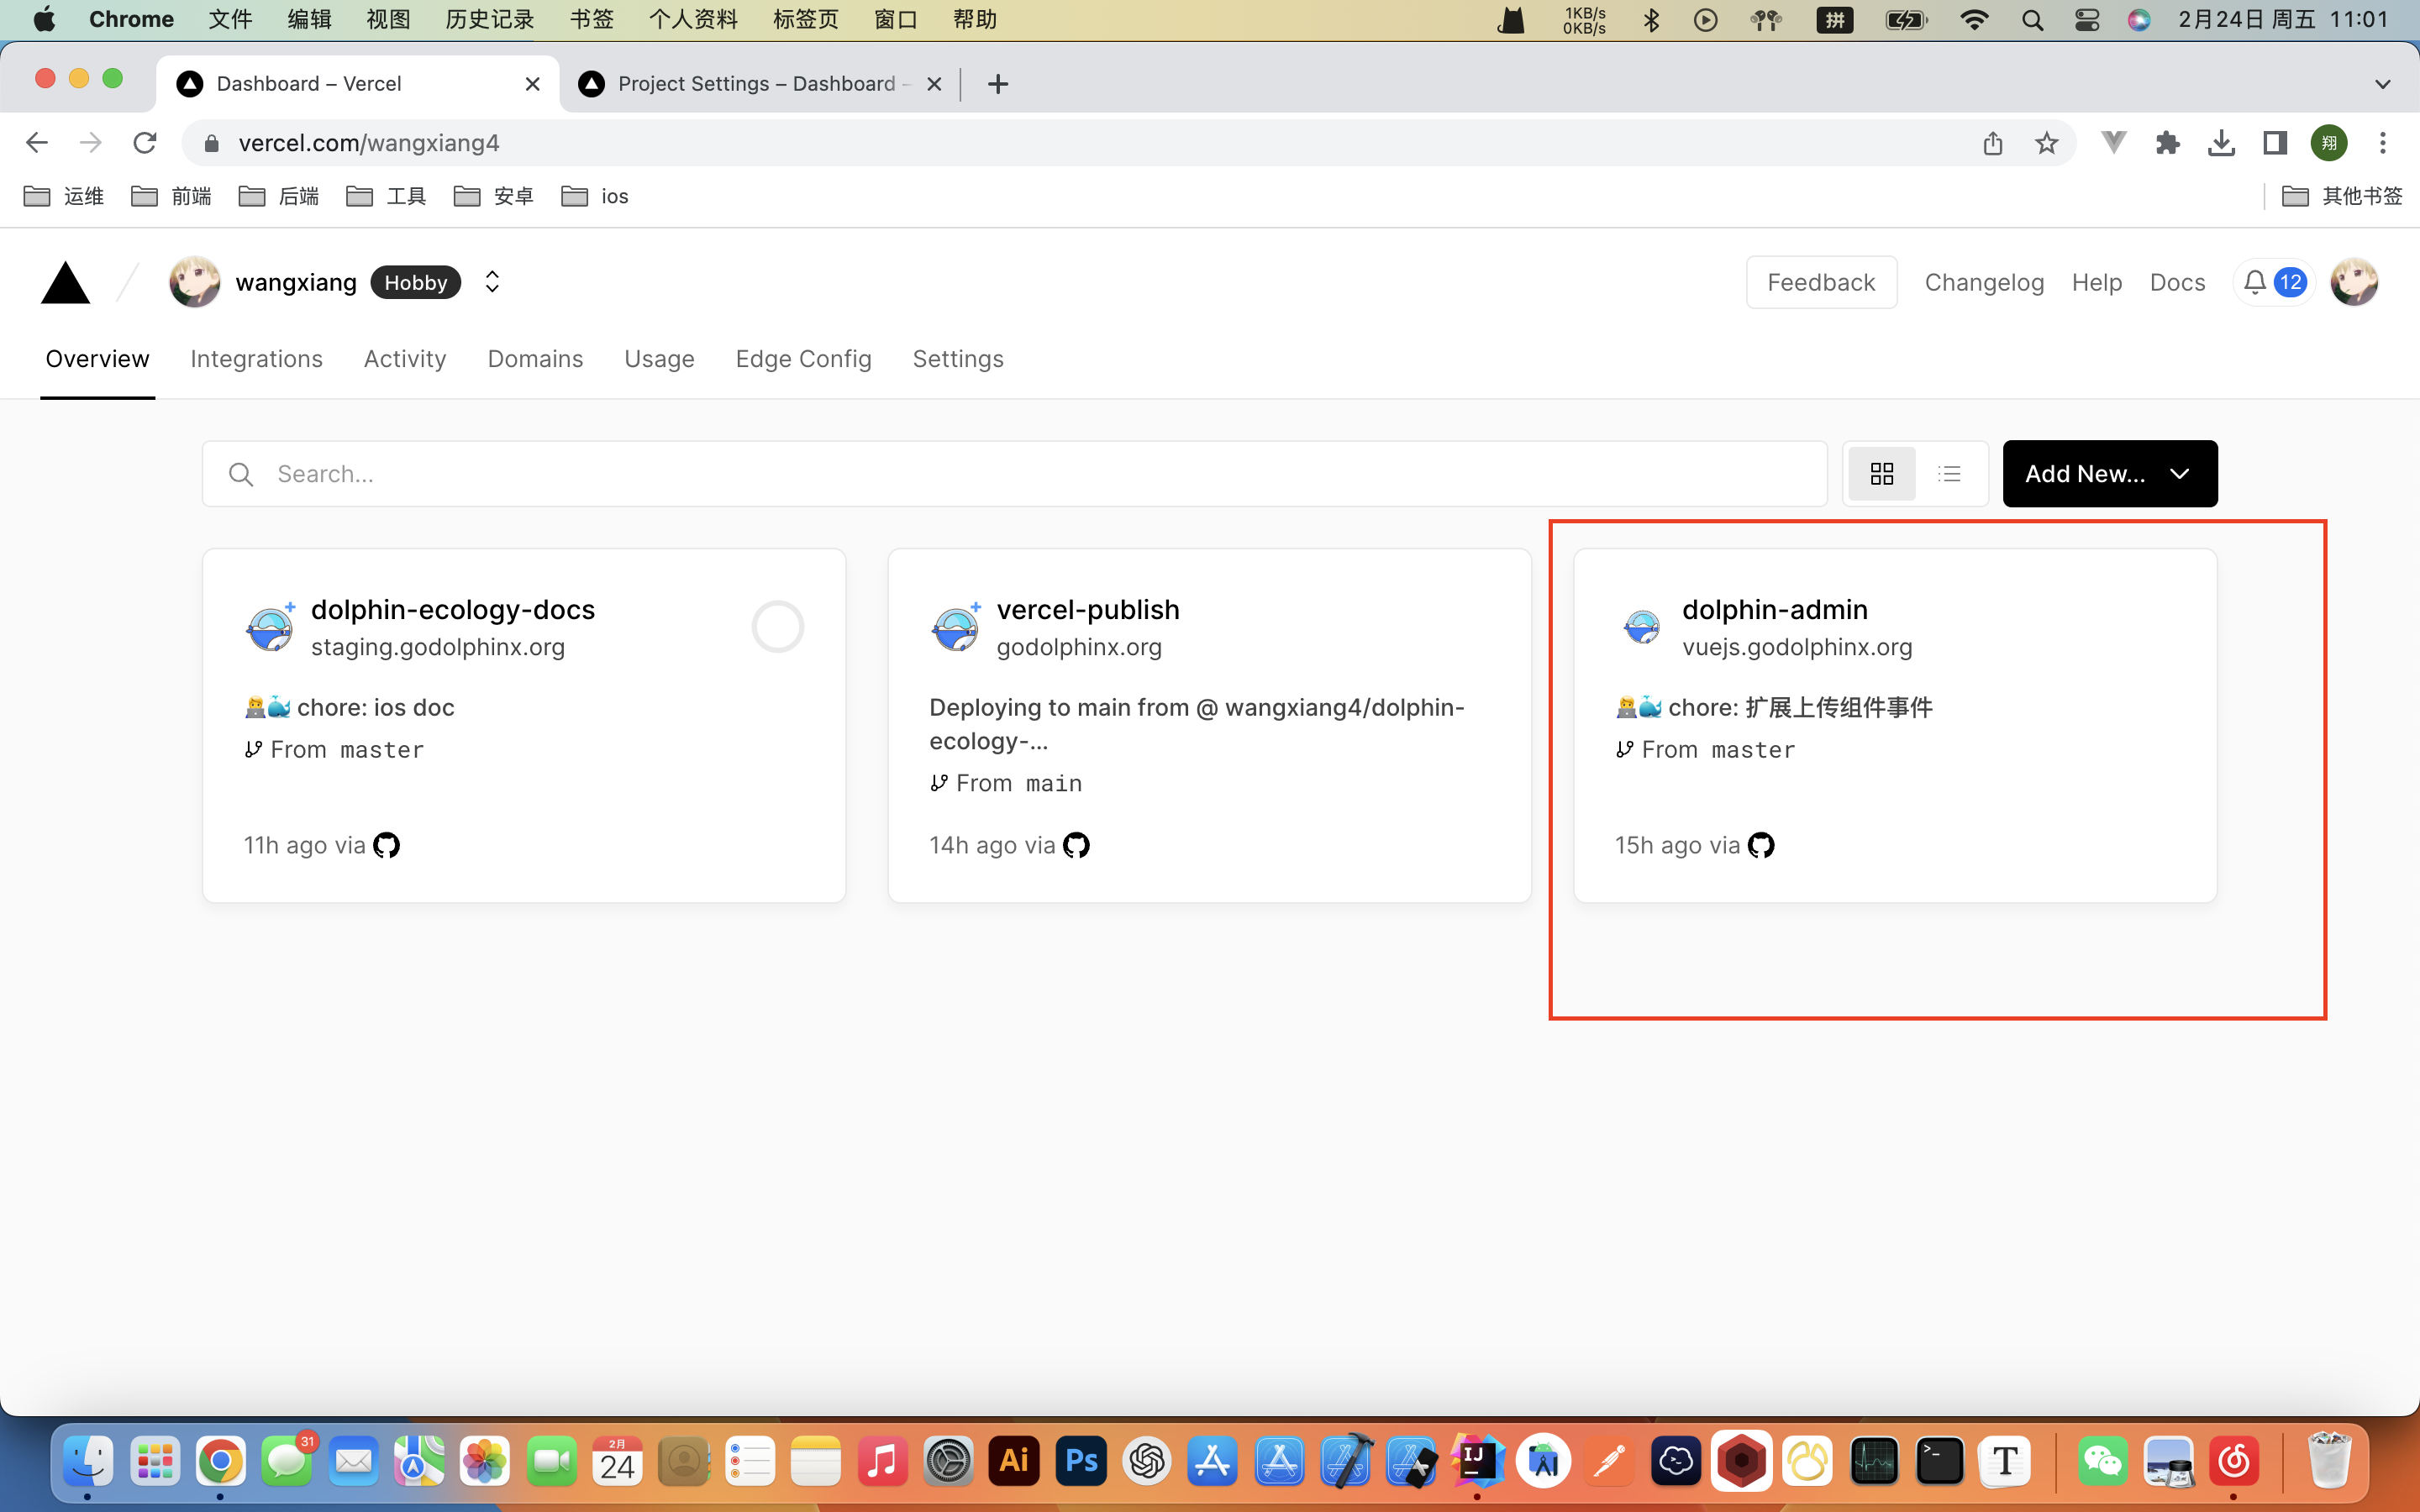 Chrome 文件 编辑 视图 历史记录 书签 个人资料 标签页 窗口 帮助 1KB/s 0KB/s 拼 2月24日 周五 11:01
Dashboard – Vercel Project Settings – Dashboard -
vercel.com/wangxiang4 翔
运维 前端 后端 工具 安卓 ios 其他书签
wangxiang Hobby Feedback Changelog Help Docs 12
Overview Integrations Activity Domains Usage Edge Config Settings
Search... Add New...
dolphin-ecology-docs
staging.godolphinx.org
chore: ios doc
From master
11h ago via
vercel-publish
godolphinx.org
Deploying to main from @ wangxiang4/dolphin-
ecology-...
From main
14h ago via
dolphin-admin
vuejs.godolphinx.org
chore: 扩展上传组件事件
From master
15h ago via
31 2月 24 Ai Ps IJ T